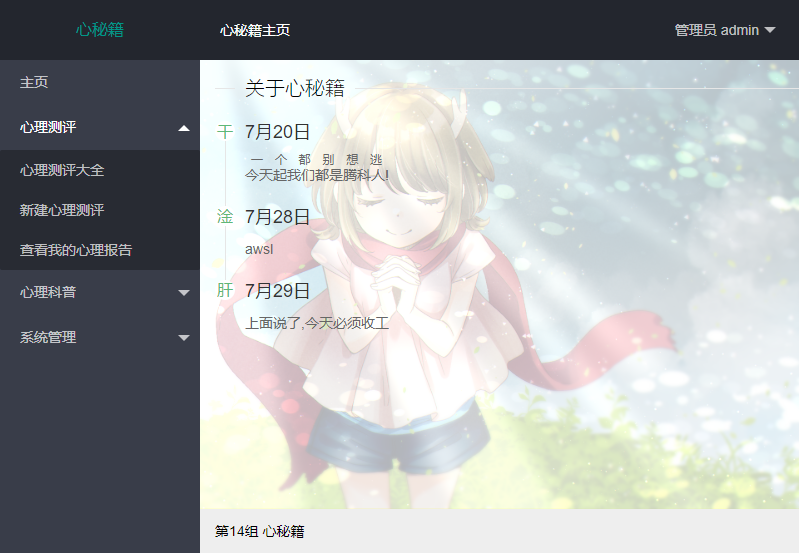 心秘籍
心秘籍主页
管理员 admin
主页
心理测评
心理测评大全
新建心理测评
查看我的心理报告
心理科普
系统管理
关于心秘籍
干 7月20日
一个都别想逃
今天起我们都是腾科人!
淦 7月28日
awsl
肝 7月29日
上面说了,今天必须收工
第14组 心秘籍